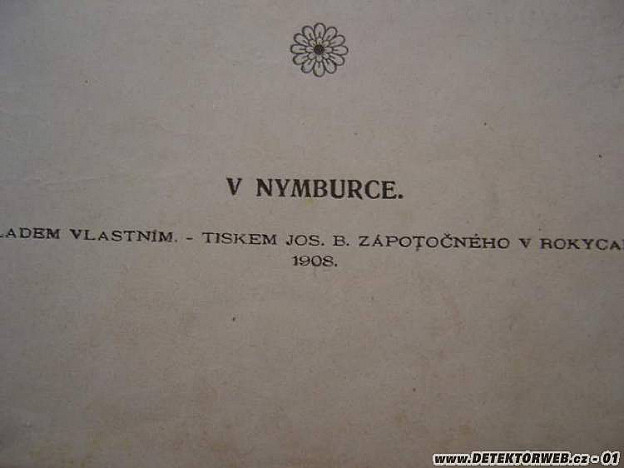 V NYMBURCE.
LADEM VLASTNÍM. - TISKEM JOS. B. ZÁPOTOČNÉHO V ROKYCA
1908.
www.DETEKTORWEB.cz - 01